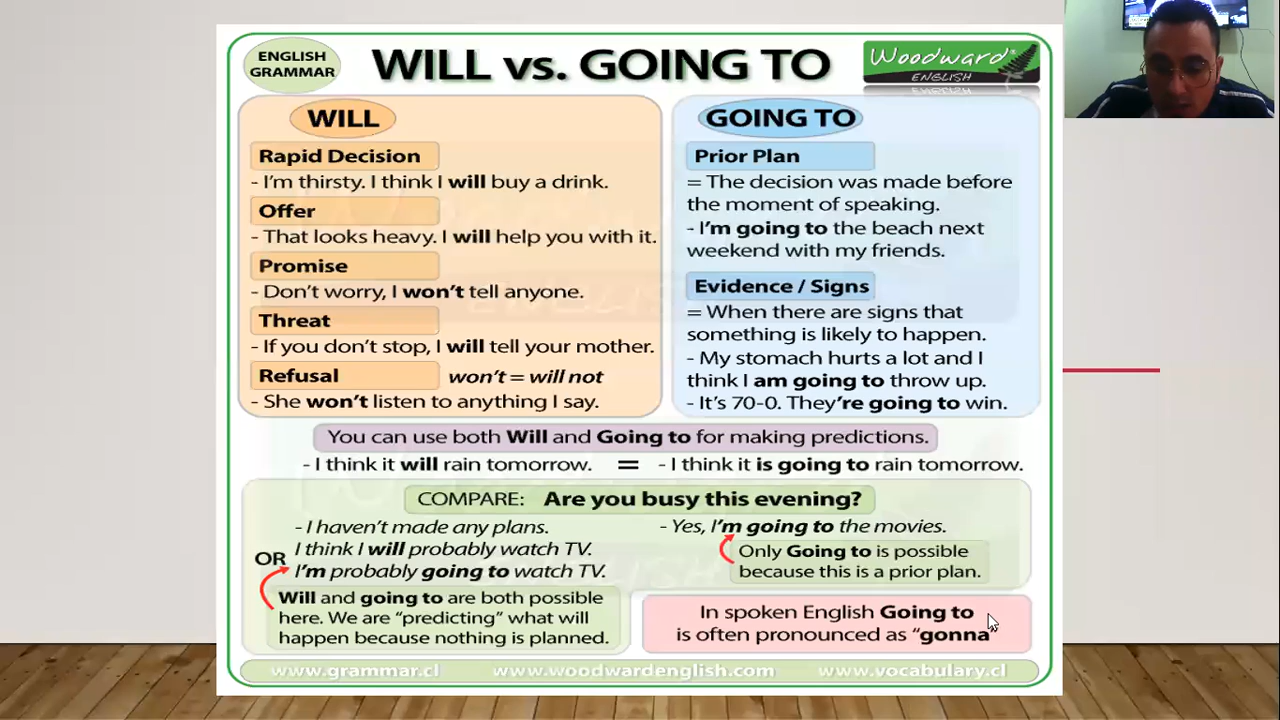 ENGLISH
GRAMMAR
WILL vs. GOING TO
Woodward®
ENGLISH
WILL
Rapid Decision
- I'm thirsty. I think I will buy a drink.
Offer
- That looks heavy. I will help you with it.
Promise
- Don't worry, I won't tell anyone.
Threat
- If you don't stop, I will tell your mother.
Refusal won't = will not
- She won't listen to anything I say.
GOING TO
Prior Plan
= The decision was made before
the moment of speaking.
- I'm going to the beach next
weekend with my friends.
Evidence / Signs
= When there are signs that
something is likely to happen.
- My stomach hurts a lot and I
think I am going to throw up.
- It's 70-0. They're going to win.
You can use both Will and Going to for making predictions.
- I think it will rain tomorrow. = - I think it is going to rain tomorrow.
COMPARE: Are you busy this evening?
- I haven't made any plans.
I think I will probably watch TV.
OR
I'm probably going to watch TV.
Will and going to are both possible
here. We are "predicting" what will
happen because nothing is planned.
- Yes, I'm going to the movies.
Only Going to is possible
because this is a prior plan.
In spoken English Going to
is often pronounced as "gonna"
www.grammar.cl www.woodwardenglish.com www.vocabulary.cl